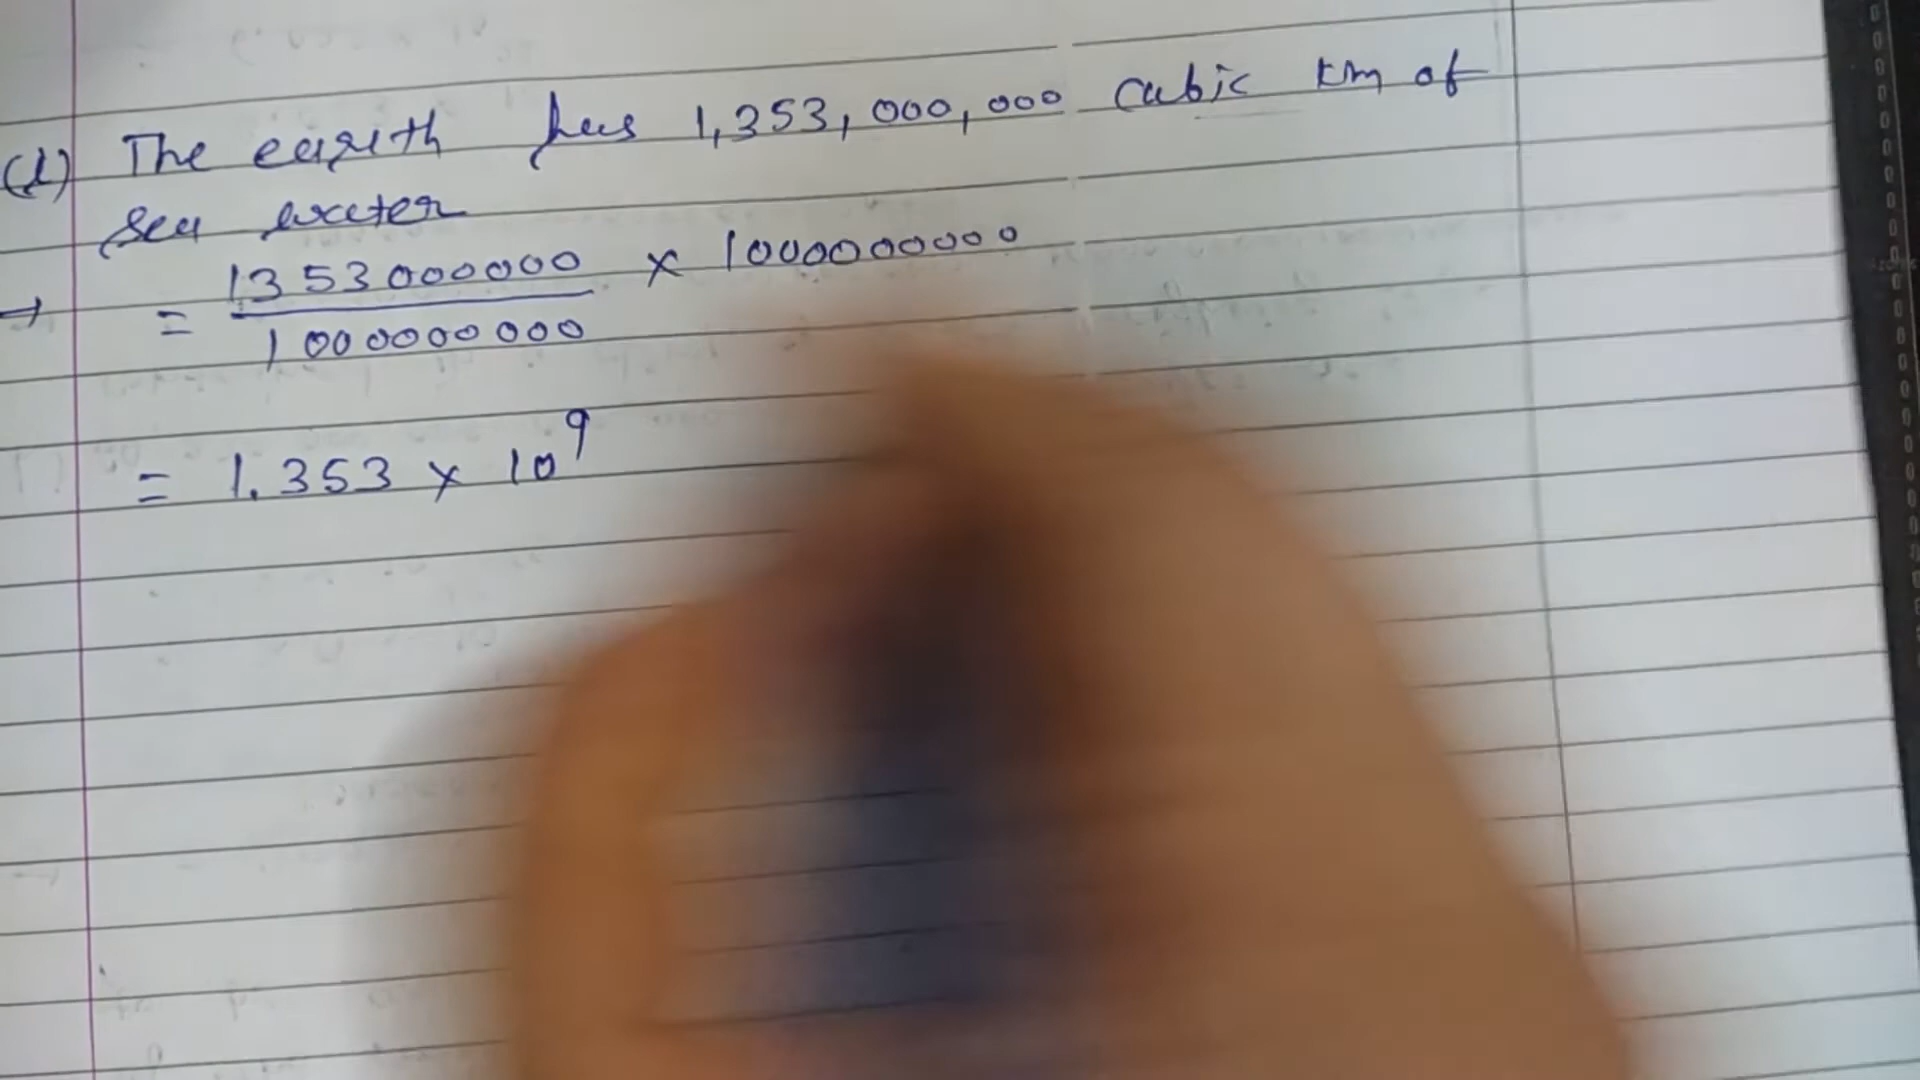 (d) The earth has 1,353,000,000 cubic km of
sea water
→ = 1353000000 / 1000000000 × 1000000000
= 1.353 × 10⁹